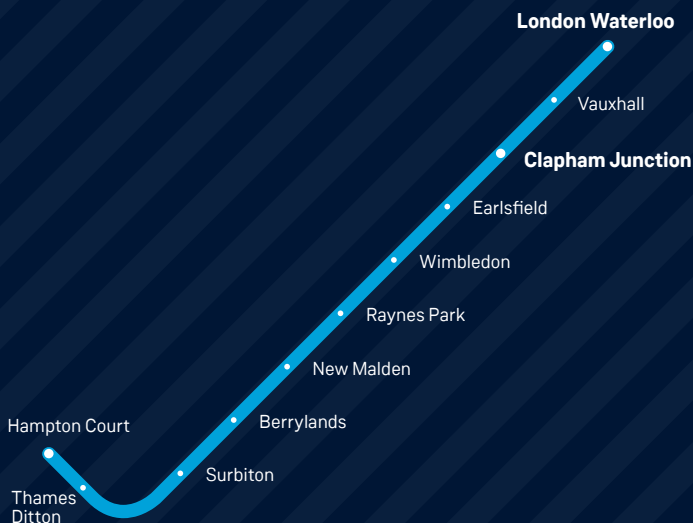 London Waterloo
Vauxhall
Clapham Junction
Earlsfield
Wimbledon
Raynes Park
New Malden
Berrylands
Hampton Court
Surbiton
Thames
Ditton